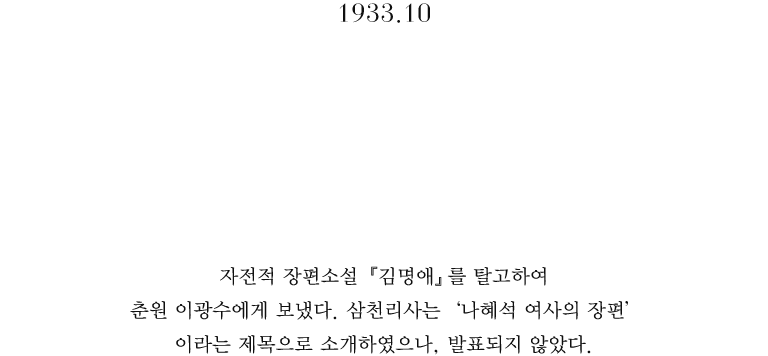 1933.10
자전적 장편소설 『김명애』를 탈고하여
춘원 이광수에게 보냈다. 삼천리사는 ‘나혜석 여사의 장편’
이라는 제목으로 소개하였으나, 발표되지 않았다.